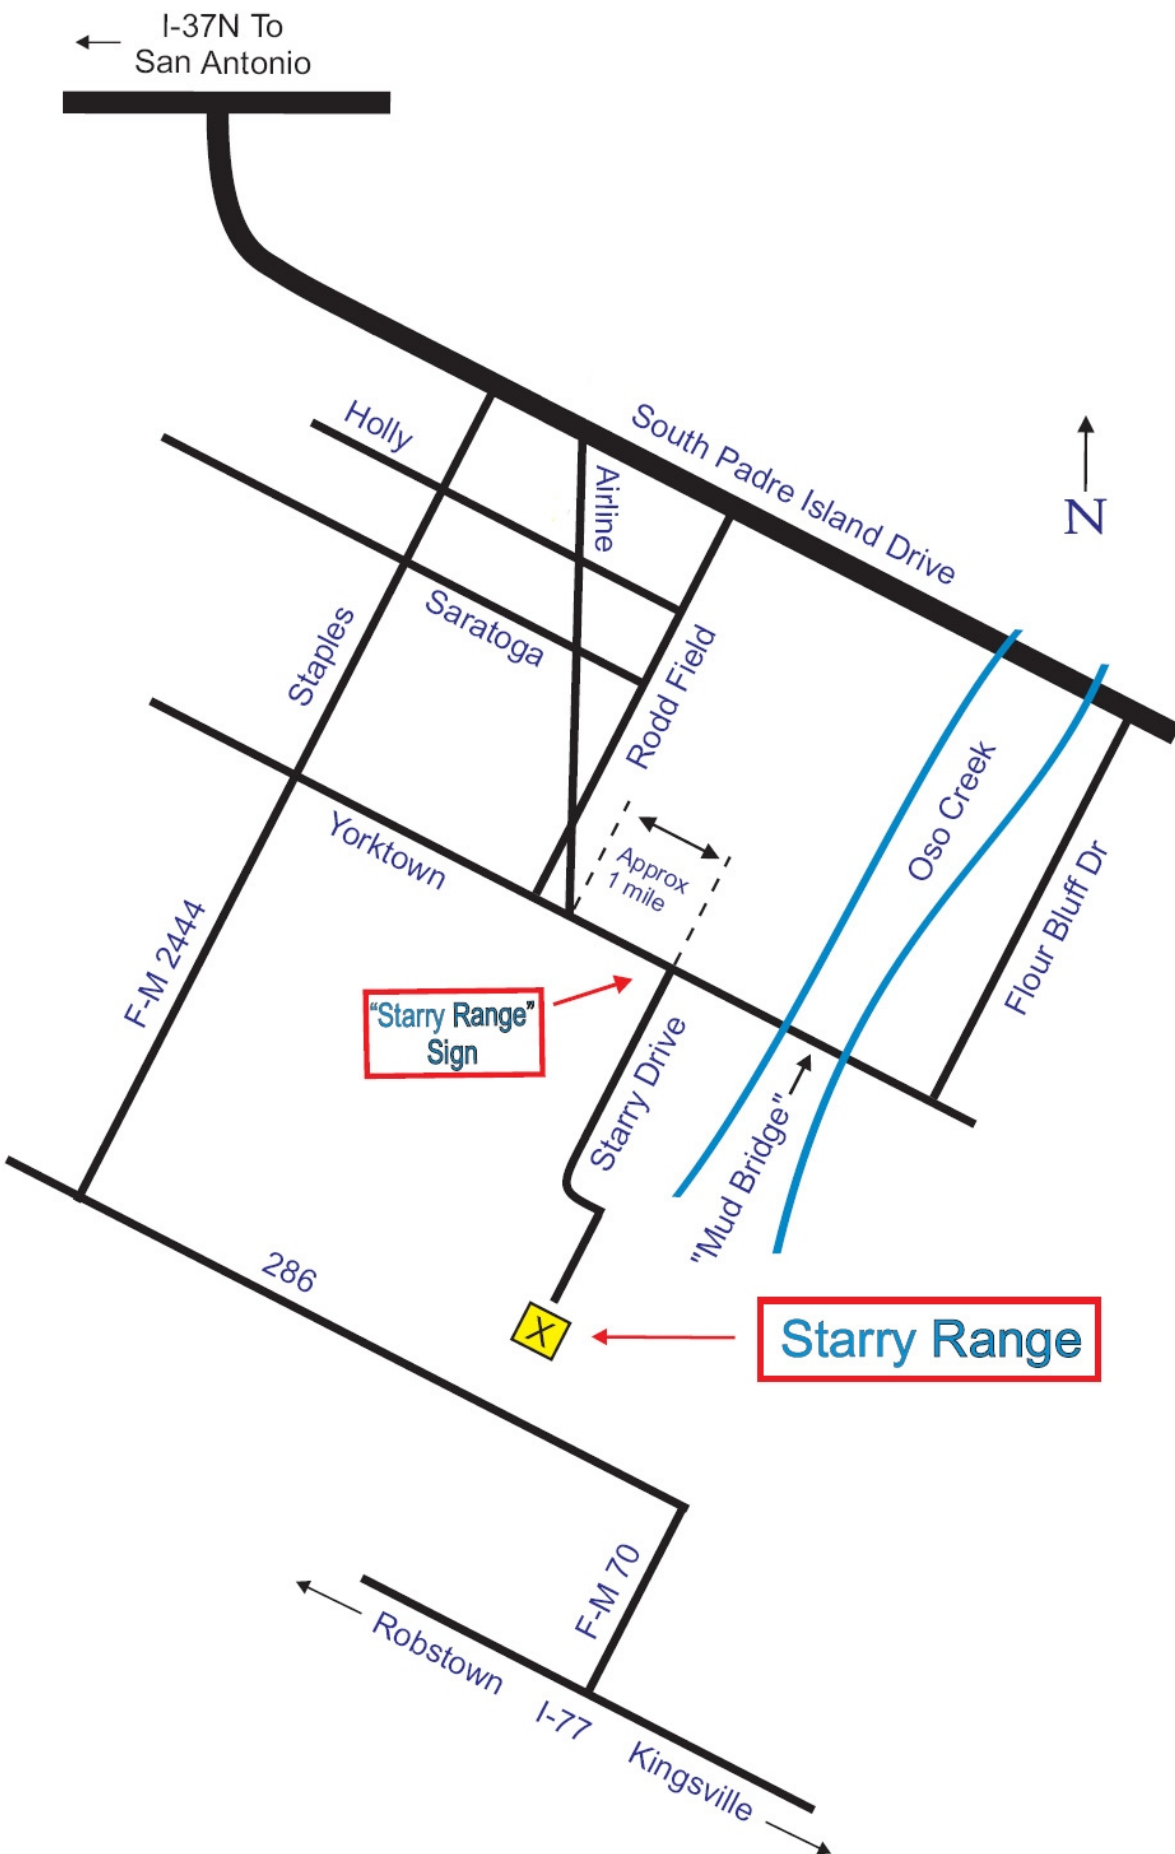 I-37N To
San Antonio
Holly
South Padre Island Drive
Airline
N
Saratoga
Staples
Rodd Field
Oso Creek
Yorktown
Approx
1 mile
Flour Bluff Dr
F-M 2444
"Starry Range"
Sign
Starry Drive
"Mud Bridge"
286
X
Starry Range
F-M 70
Robstown
I-77
Kingsville